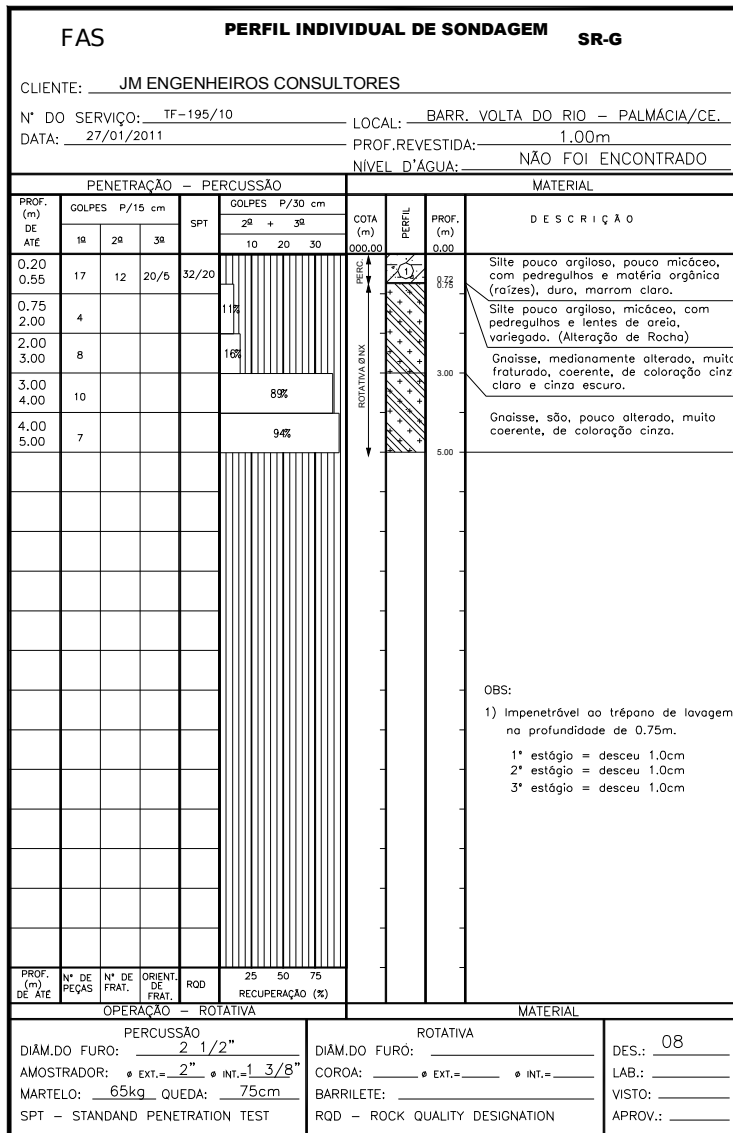 FAS
PERFIL INDIVIDUAL DE SONDAGEM
SR-G
CLIENTE: JM ENGENHEIROS CONSULTORES
N° DO SERVIÇO: TF-195/10
DATA: 27/01/2011
LOCAL: BARR. VOLTA DO RIO – PALMÁCIA/CE.
PROF.REVESTIDA: 1.00m
NÍVEL D'ÁGUA: NÃO FOI ENCONTRADO
PENETRAÇÃO – PERCUSSÃO
MATERIAL
PROF. (m) DE ATÉ
GOLPES P/15 cm
1º 2º 3º
SPT
GOLPES P/30 cm
2º + 3º
10 20 30
COTA (m) 000.00
PERFIL
PROF. (m) 0.00
DESCRIÇÃO
0.20 0.55 17 12 20/5 32/20
0.75 2.00 4 11%
2.00 3.00 8 16%
3.00 4.00 10 89%
4.00 5.00 7 94%
PERC.
ROTATIVA Ø NX
1
0.72
0.75
3.00
5.00
Silte pouco argiloso, pouco micáceo,
com pedregulhos e matéria orgânica
(raízes), duro, marrom claro.
Silte pouco argiloso, micáceo, com
pedregulhos e lentes de areia,
variegado. (Alteração de Rocha)
Gnaisse, medianamente alterado, muito
fraturado, coerente, de coloração cinza
claro e cinza escuro.
Gnaisse, são, pouco alterado, muito
coerente, de coloração cinza.
OBS:
1) Impenetrável ao trépano de lavagem
na profundidade de 0.75m.
1° estágio = desceu 1.0cm
2° estágio = desceu 1.0cm
3° estágio = desceu 1.0cm
PROF. (m) DE ATÉ
N° DE PEÇAS
N° DE FRAT.
ORIENT. DE FRAT.
RQD
25 50 75
RECUPERAÇÃO (%)
OPERAÇÃO – ROTATIVA
MATERIAL
PERCUSSÃO
DIÂM.DO FURO: 2 1/2”
AMOSTRADOR: ø EXT.= 2” ø INT.= 1 3/8”
MARTELO: 65kg QUEDA: 75cm
SPT – STANDAND PENETRATION TEST
ROTATIVA
DIÂM.DO FURO:
COROA: ø EXT.= ø INT.=
BARRILETE:
RQD – ROCK QUALITY DESIGNATION
DES.: 08
LAB.:
VISTO:
APROV.: